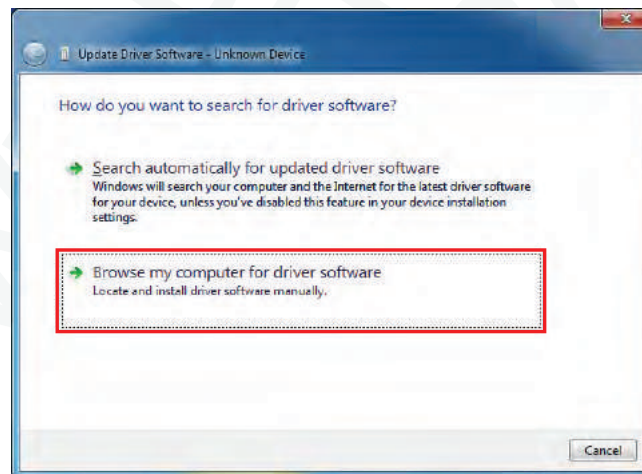 Update Driver Software - Unknown Device
How do you want to search for driver software?
Search automatically for updated driver software
Windows will search your computer and the Internet for the latest driver software
for your device, unless you've disabled this feature in your device installation
settings.
Browse my computer for driver software
Locate and install driver software manually.
Cancel